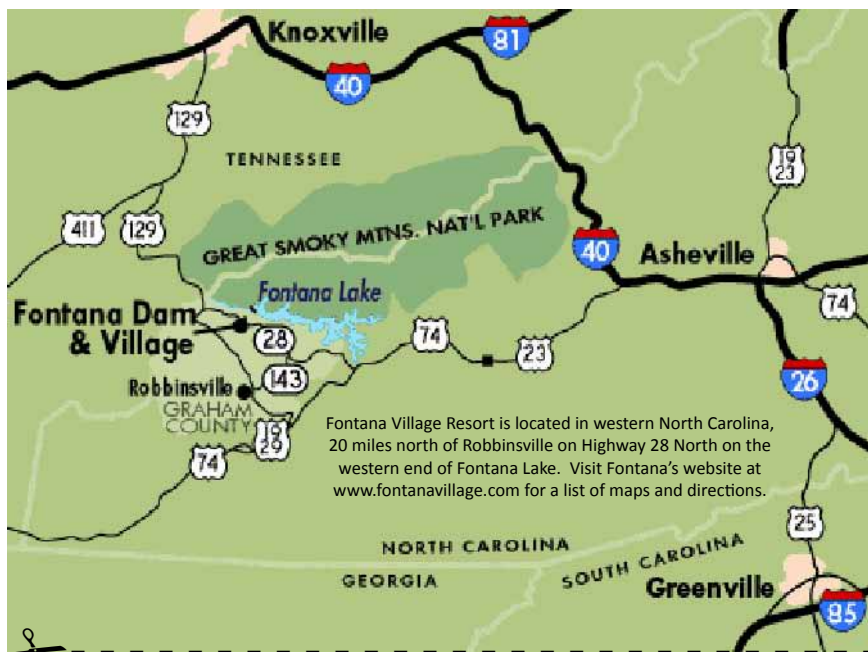 Knoxville
81
40
129
TENNESSEE
19
23
411
129
GREAT SMOKY MTNS. NAT'L PARK
40
Asheville
Fontana Lake
74
Fontana Dam
& Village
28
74
23
26
Robbinsville
143
GRAHAM
COUNTY
19
29
74
Fontana Village Resort is located in western North Carolina,
20 miles north of Robbinsville on Highway 28 North on the
western end of Fontana Lake.  Visit Fontana's website at
www.fontanavillage.com for a list of maps and directions.
25
NORTH CAROLINA
SOUTH CAROLINA
GEORGIA
Greenville
85